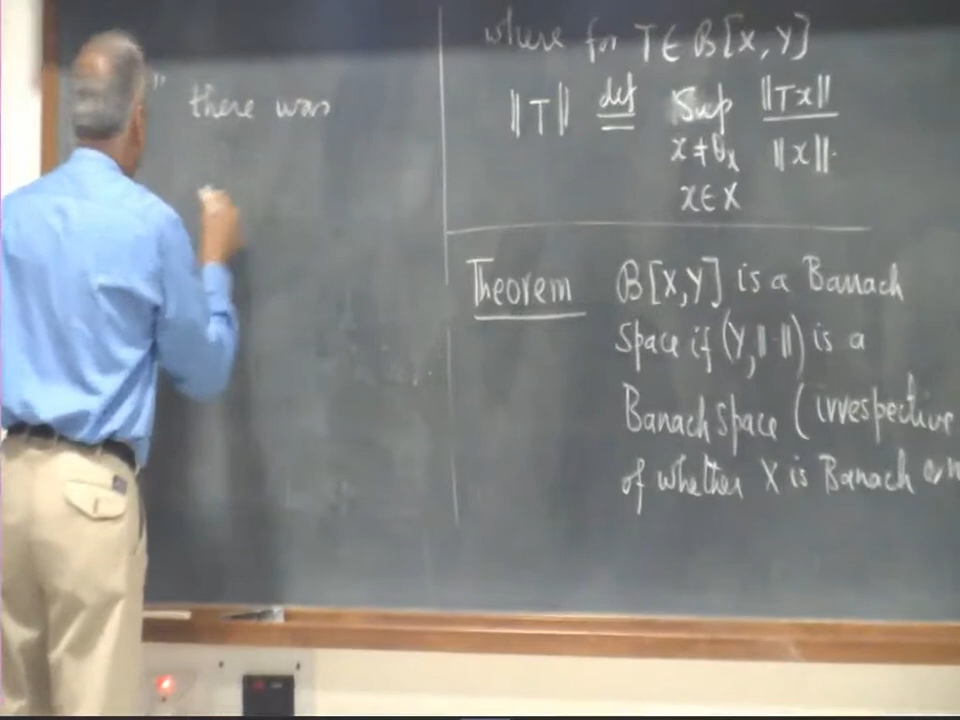 " there was
where for T ∈ B[X, Y]
||T|| def Sup ||Tx||
x ≠ θ_X ||x||.
x ∈ X
Theorem B[X,Y] is a Banach
Space if (Y, ||·||) is a
Banach space (irrespective
of whether X is Banach or